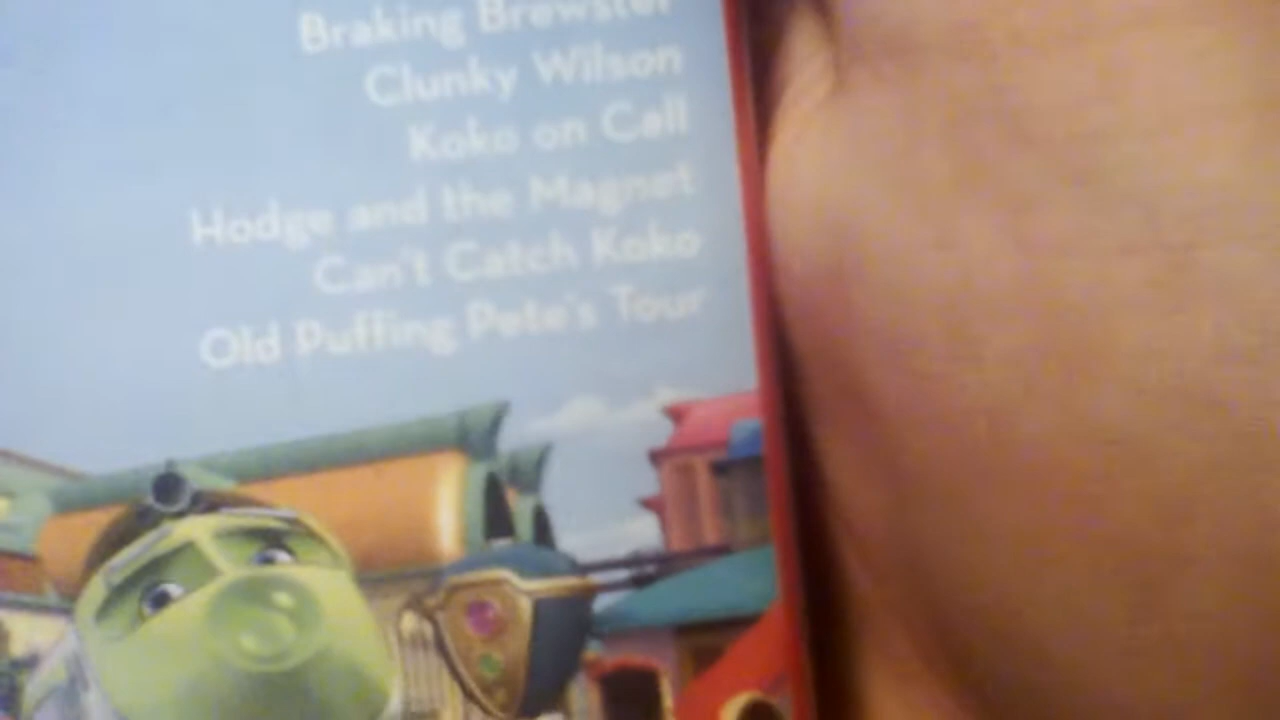 Braking Brewster
Clunky Wilson
Koko on Call
Hodge and the Magnet
Can't Catch Koko
Old Puffing Pete's Tour